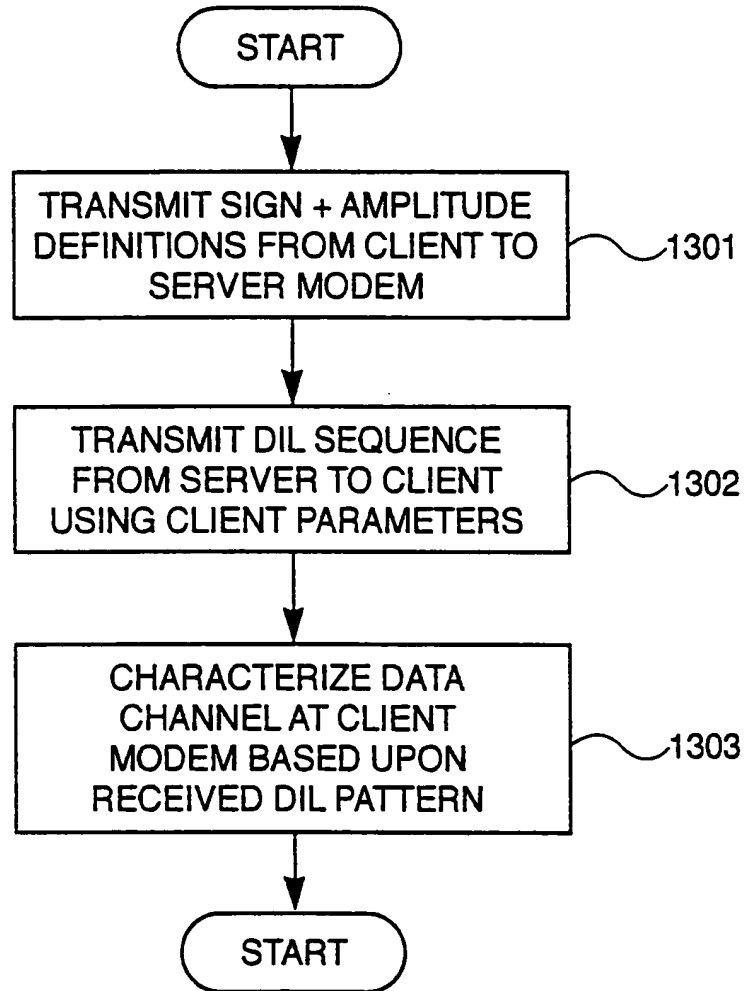 START
TRANSMIT SIGN + AMPLITUDE
DEFINITIONS FROM CLIENT TO
SERVER MODEM
1301
TRANSMIT DIL SEQUENCE
FROM SERVER TO CLIENT
USING CLIENT PARAMETERS
1302
CHARACTERIZE DATA
CHANNEL AT CLIENT
MODEM BASED UPON
RECEIVED DIL PATTERN
1303
START